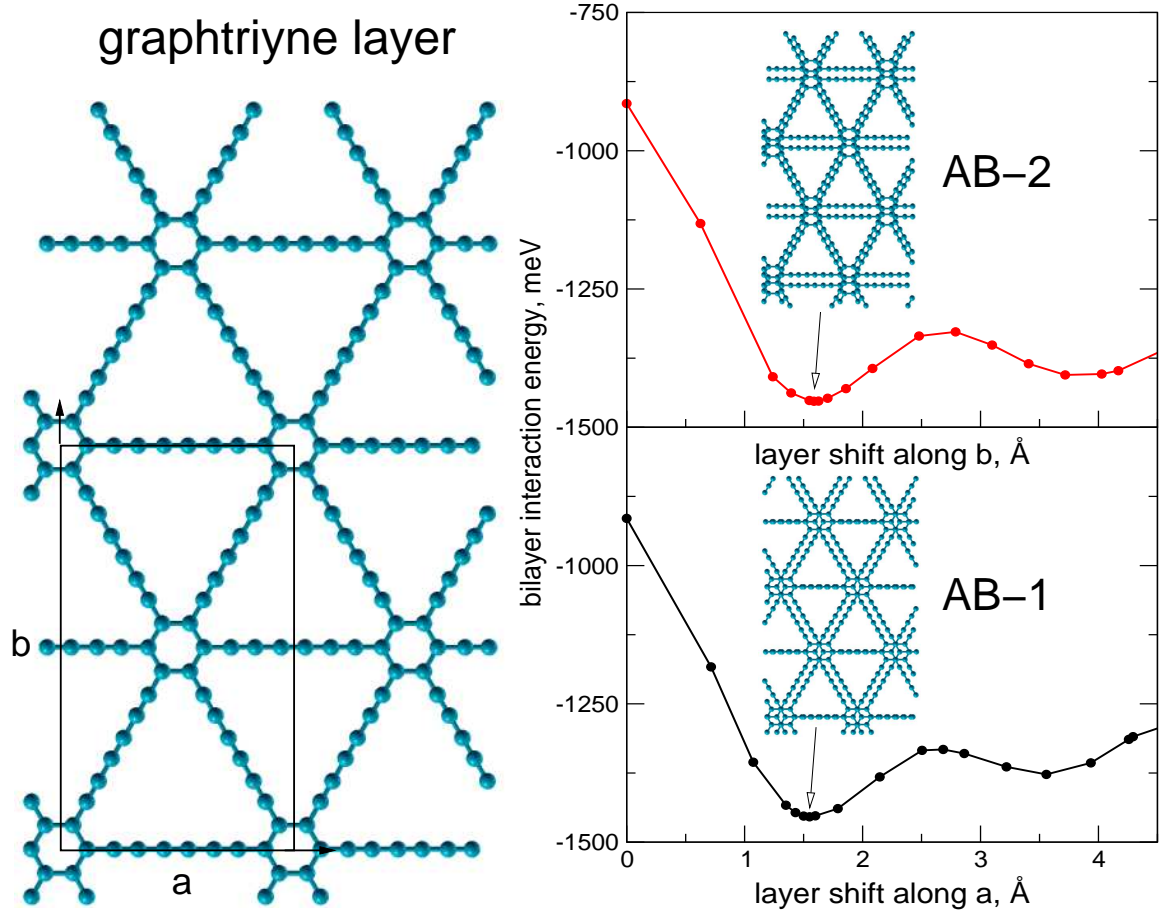 graphtriyne layer
b
a
bilayer interaction energy, meV
-750
-1000
-1250
-1500
AB–2
layer shift along b, Å
-1000
-1250
-1500
AB–1
0 1 2 3 4
layer shift along a, Å